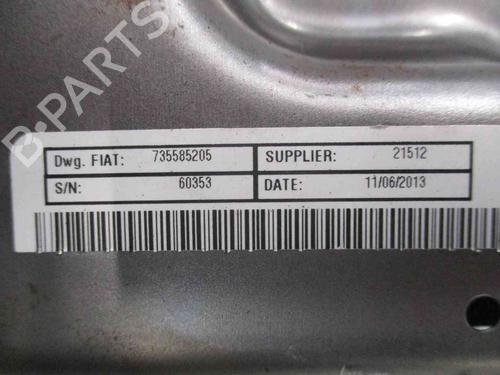 B-PARTS
Dwg. FIAT: 735585205 SUPPLIER: 21512
S/N: 60353 DATE: 11/06/2013